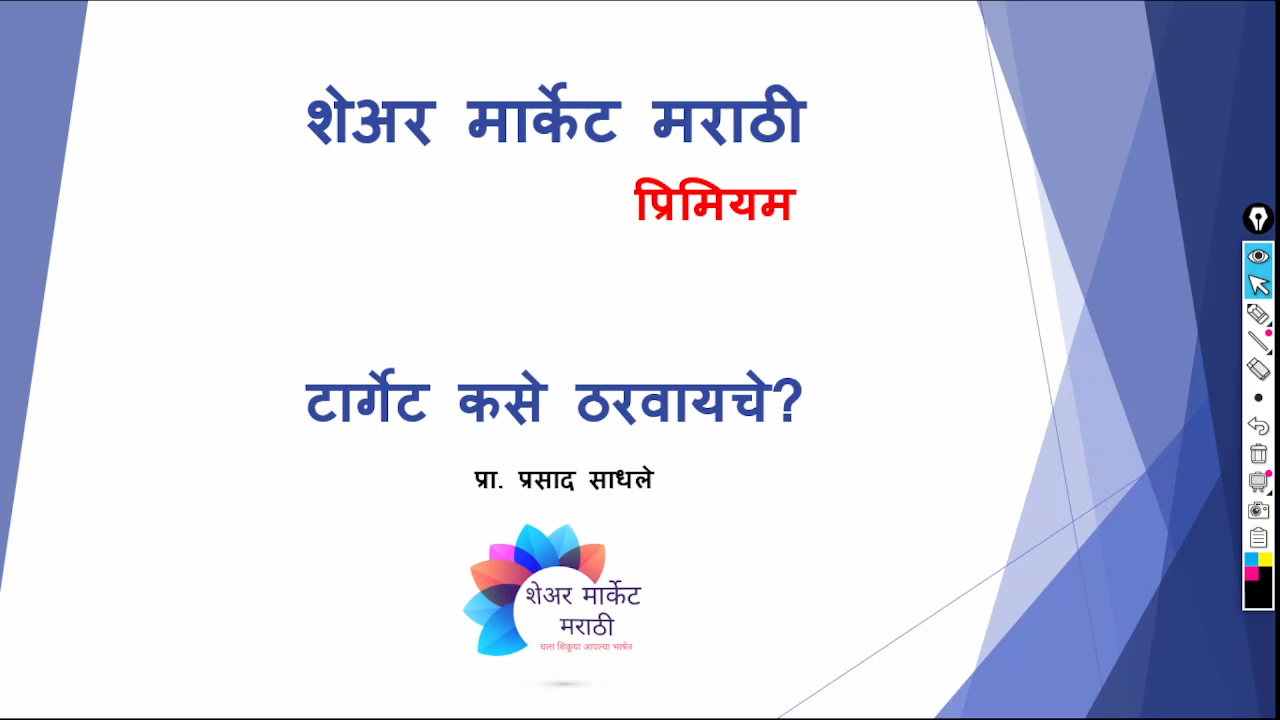 शेअर मार्केट मराठी
प्रिमियम
टार्गेट कसे ठरवायचे?
प्रा. प्रसाद साधले
शेअर मार्केट
मराठी
चला शिकूया आपल्या भाषेत